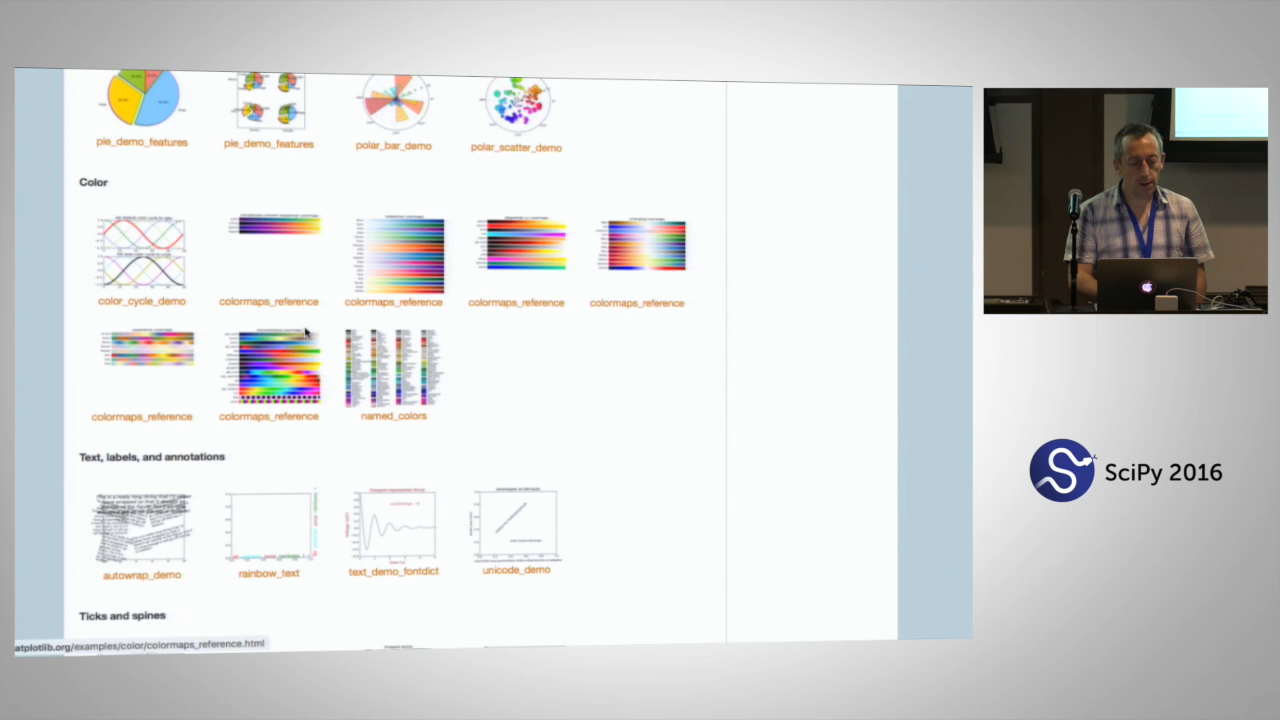 pie_demo_features
pie_demo_features
polar_bar_demo
polar_scatter_demo
Color
color_cycle_demo
colormaps_reference
colormaps_reference
colormaps_reference
colormaps_reference
colormaps_reference
colormaps_reference
named_colors
Text, labels, and annotations
autowrap_demo
rainbow_text
text_demo_fontdict
unicode_demo
Ticks and spines
atplotlib.org/examples/color/colormaps_reference.html
SciPy 2016